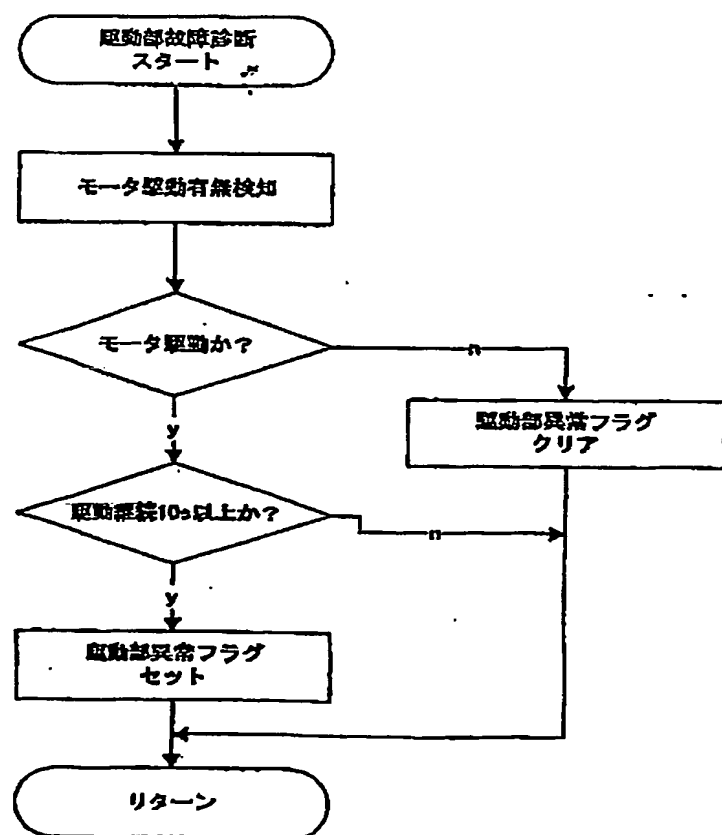 駆動部故障診断
スタート
モータ駆動有無検知
モータ駆動か?
n
y
駆動部異常フラグ
クリア
駆動継続10s以上か?
n
y
駆動部異常フラグ
セット
リターン